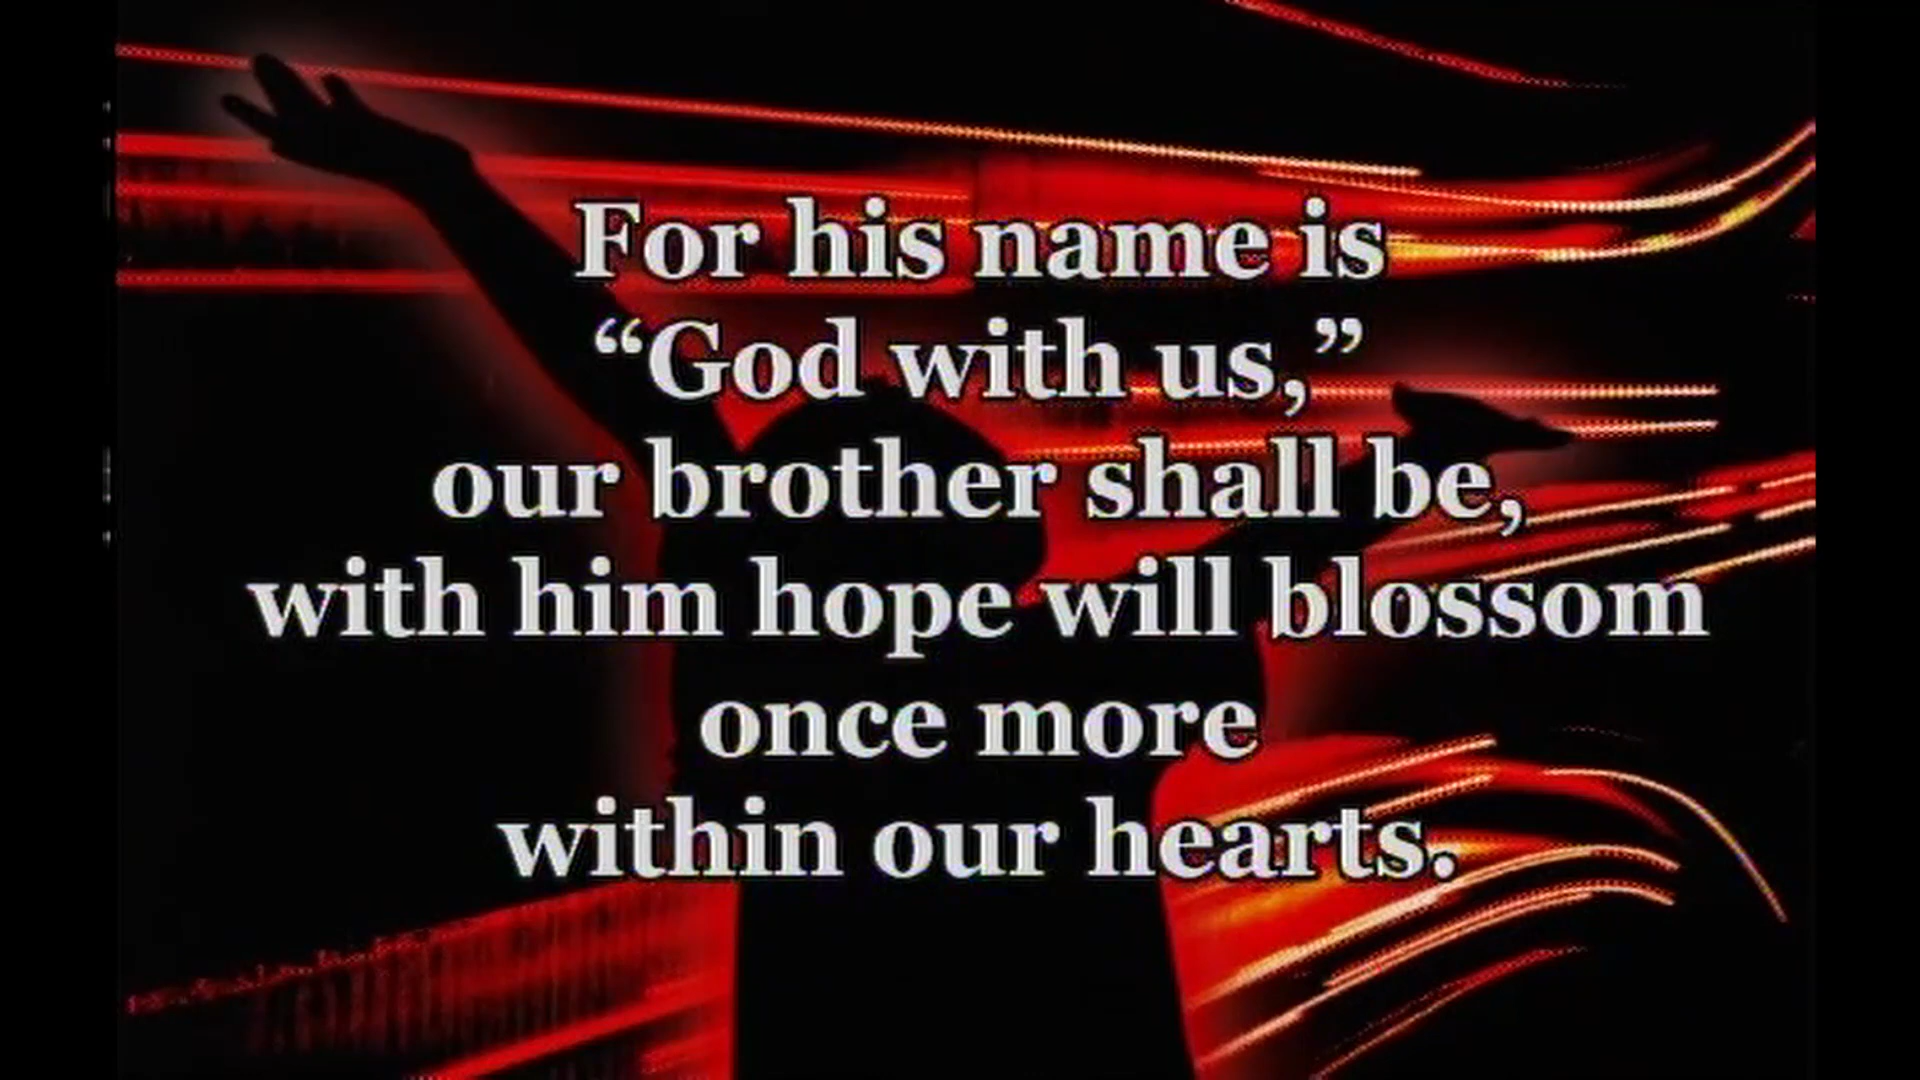 For his name is
“God with us,”
our brother shall be,
with him hope will blossom
once more
within our hearts.